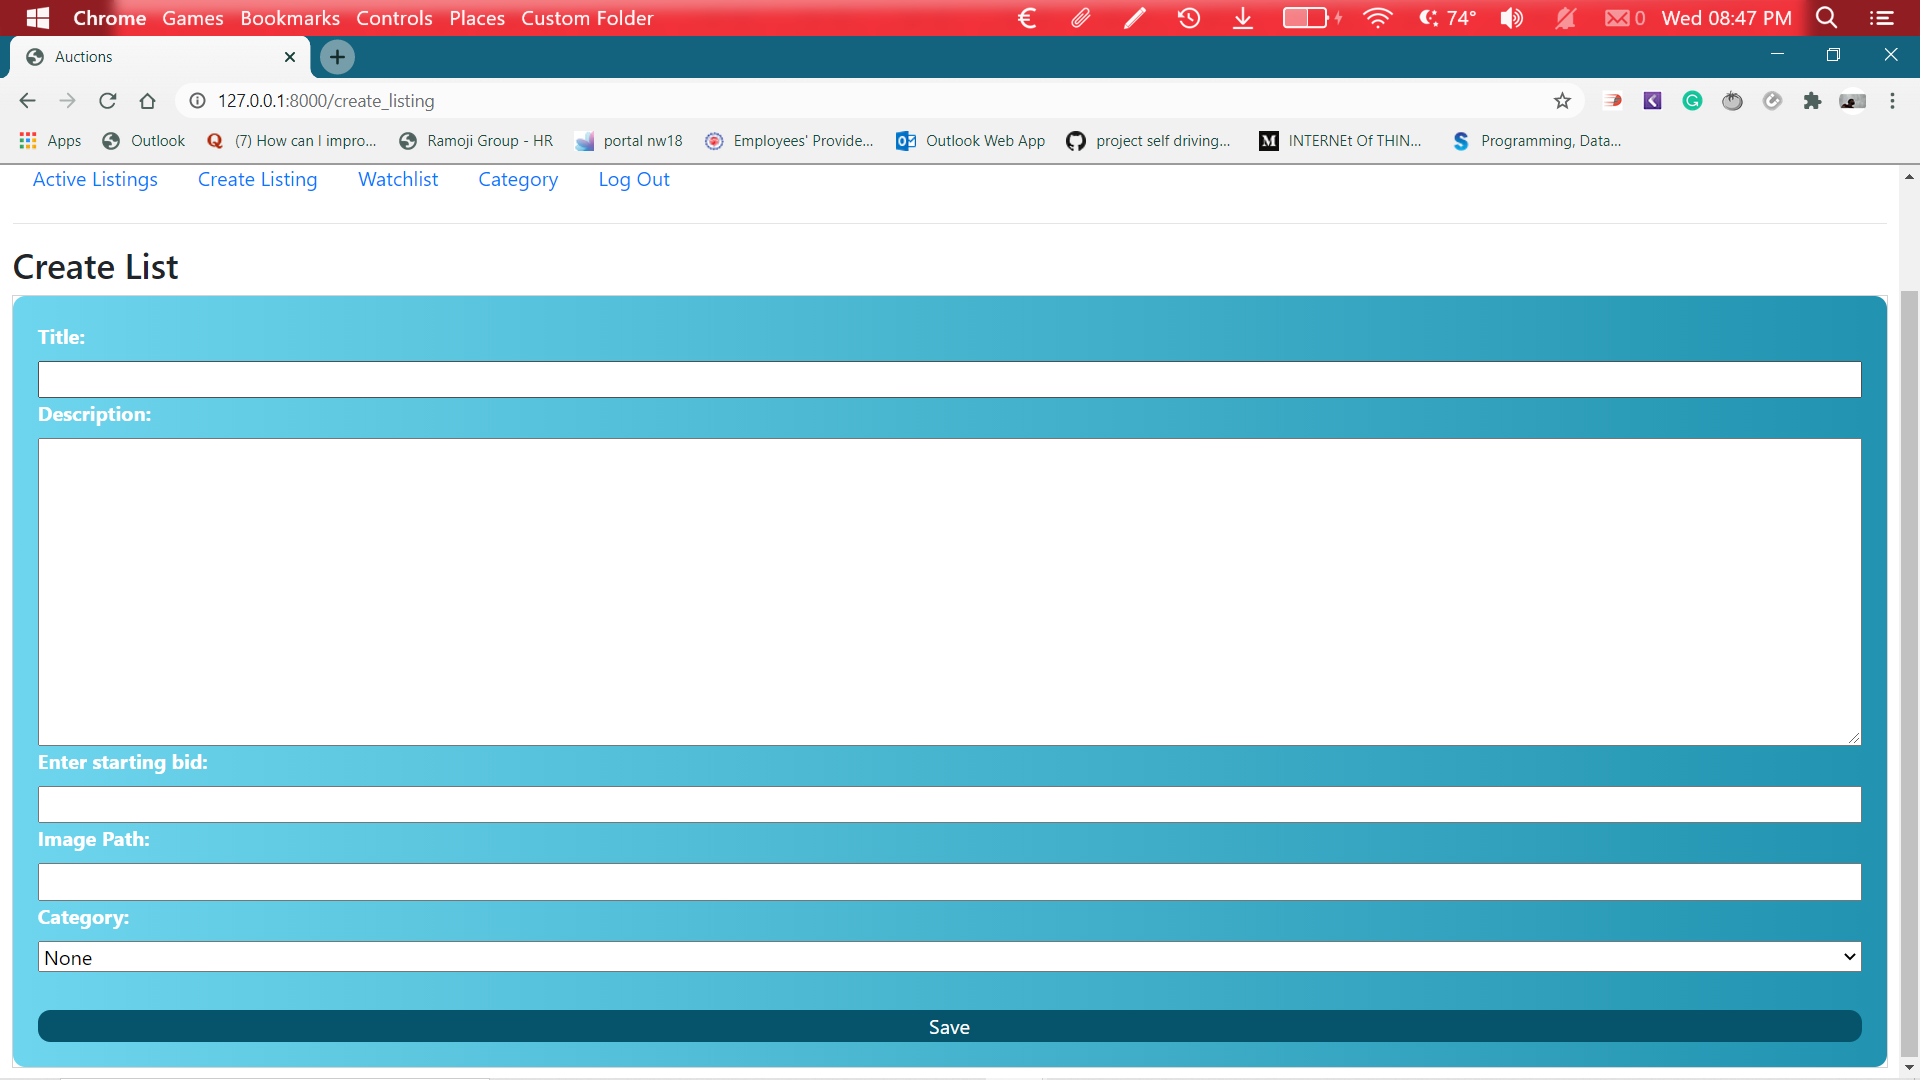 Chrome Games Bookmarks Controls Places Custom Folder € 74° 0 Wed 08:47 PM
Auctions
127.0.0.1:8000/create_listing
Apps Outlook (7) How can I impro... Ramoji Group - HR portal nw18 Employees' Provide... Outlook Web App project self driving... INTERNEt Of THIN... Programming, Data...
Active Listings Create Listing Watchlist Category Log Out
Create List
Title:
Description:
Enter starting bid:
Image Path:
Category:
None
Save